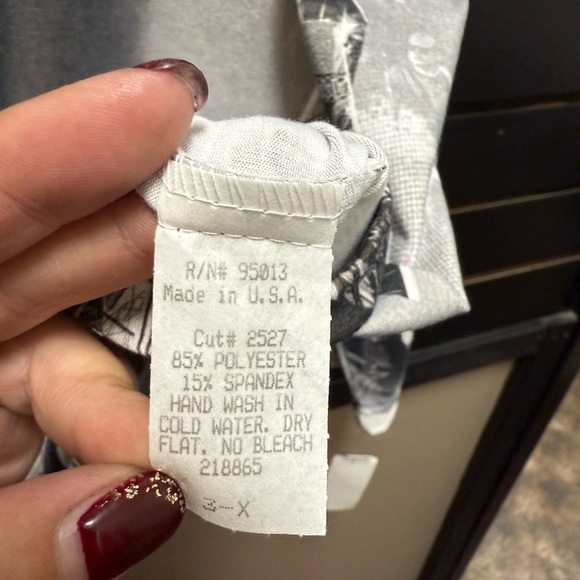 R/N# 95013
Made in U.S.A.
Cut# 2527
85% POLYESTER
15% SPANDEX
HAND WASH IN
COLD WATER. DRY
FLAT. NO BLEACH
218865
3-X